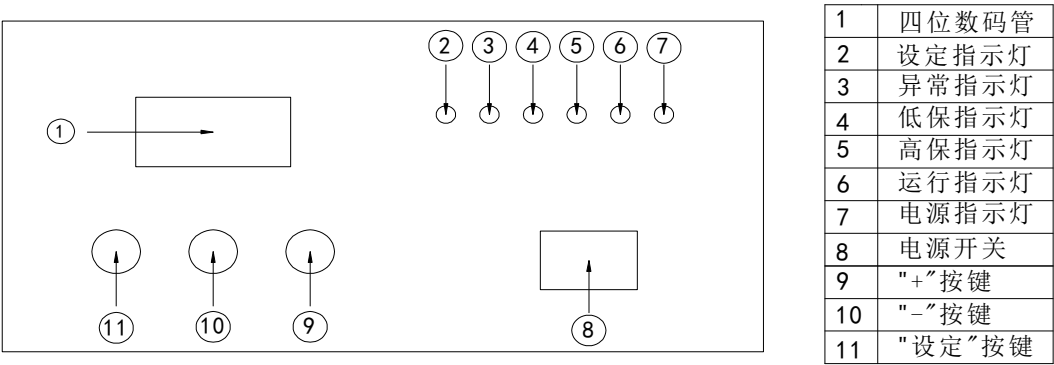 ② ③ ④ ⑤ ⑥ ⑦
①
⑪ ⑩ ⑨ ⑧
1 四位数码管
2 设定指示灯
3 异常指示灯
4 低保指示灯
5 高保指示灯
6 运行指示灯
7 电源指示灯
8 电源开关
9 "+"按键
10 "-"按键
11 "设定"按键